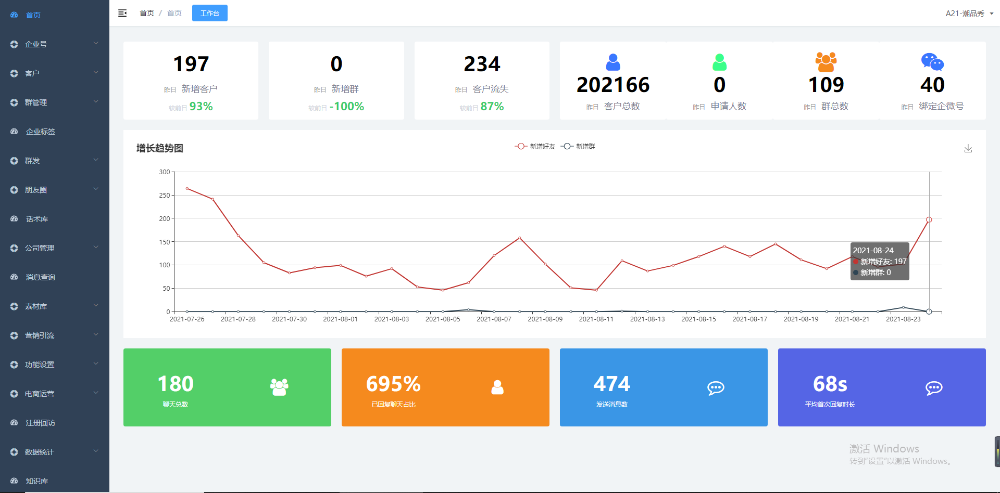 首页
企业号
客户
群管理
企业标签
群发
朋友圈
话术库
公司管理
消息查询
素材库
营销引流
功能设置
电商运营
注册回访
数据统计
知识库
首页 / 首页
工作台
A21-潮品秀
197
昨日 新增客户
较前日 93%
0
昨日 新增群
较前日 -100%
234
昨日 客户流失
较前日 87%
202166
昨日 客户总数
0
昨日 申请人数
109
昨日 群总数
40
昨日 绑定企微号
增长趋势图
新增好友 新增群
300
250
200
150
100
50
0
2021-07-26 2021-07-28 2021-07-30 2021-08-01 2021-08-03 2021-08-05 2021-08-07 2021-08-09 2021-08-11 2021-08-13 2021-08-15 2021-08-17 2021-08-19 2021-08-21 2021-08-23
2021-08-24
新增好友: 197
新增群: 0
180
聊天总数
695%
已回复聊天占比
474
发送消息数
68s
平均首次回复时长
激活 Windows
转到“设置”以激活 Windows。